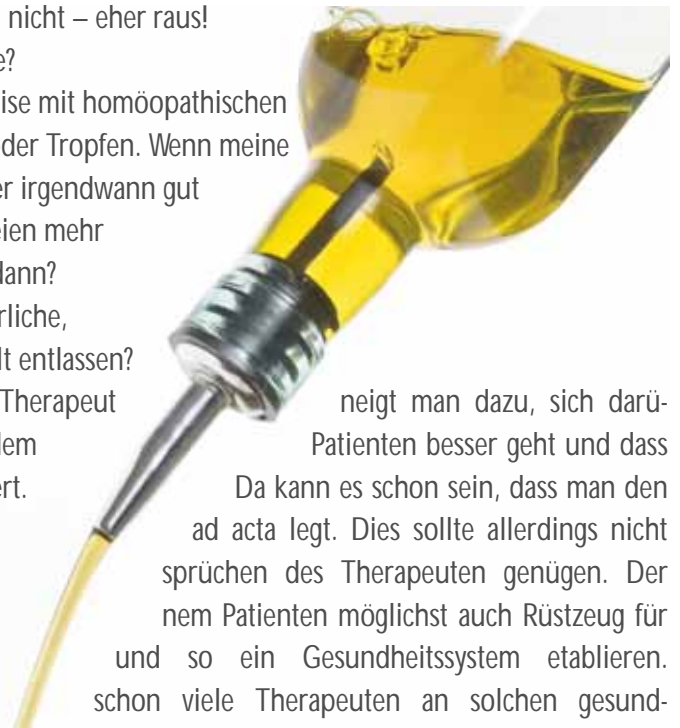 nicht – eher raus!
e?
ise mit homöopathischen
der Tropfen. Wenn meine
er irgendwann gut
eien mehr
dann?
rliche,
lt entlassen?
Therapeut neigt man dazu, sich darü-
dem Patienten besser geht und dass
ert. Da kann es schon sein, dass man den
ad acta legt. Dies sollte allerdings nicht
sprüchen des Therapeuten genügen. Der
nem Patienten möglichst auch Rüstzeug für
und so ein Gesundheitssystem etablieren.
schon viele Therapeuten an solchen gesund-